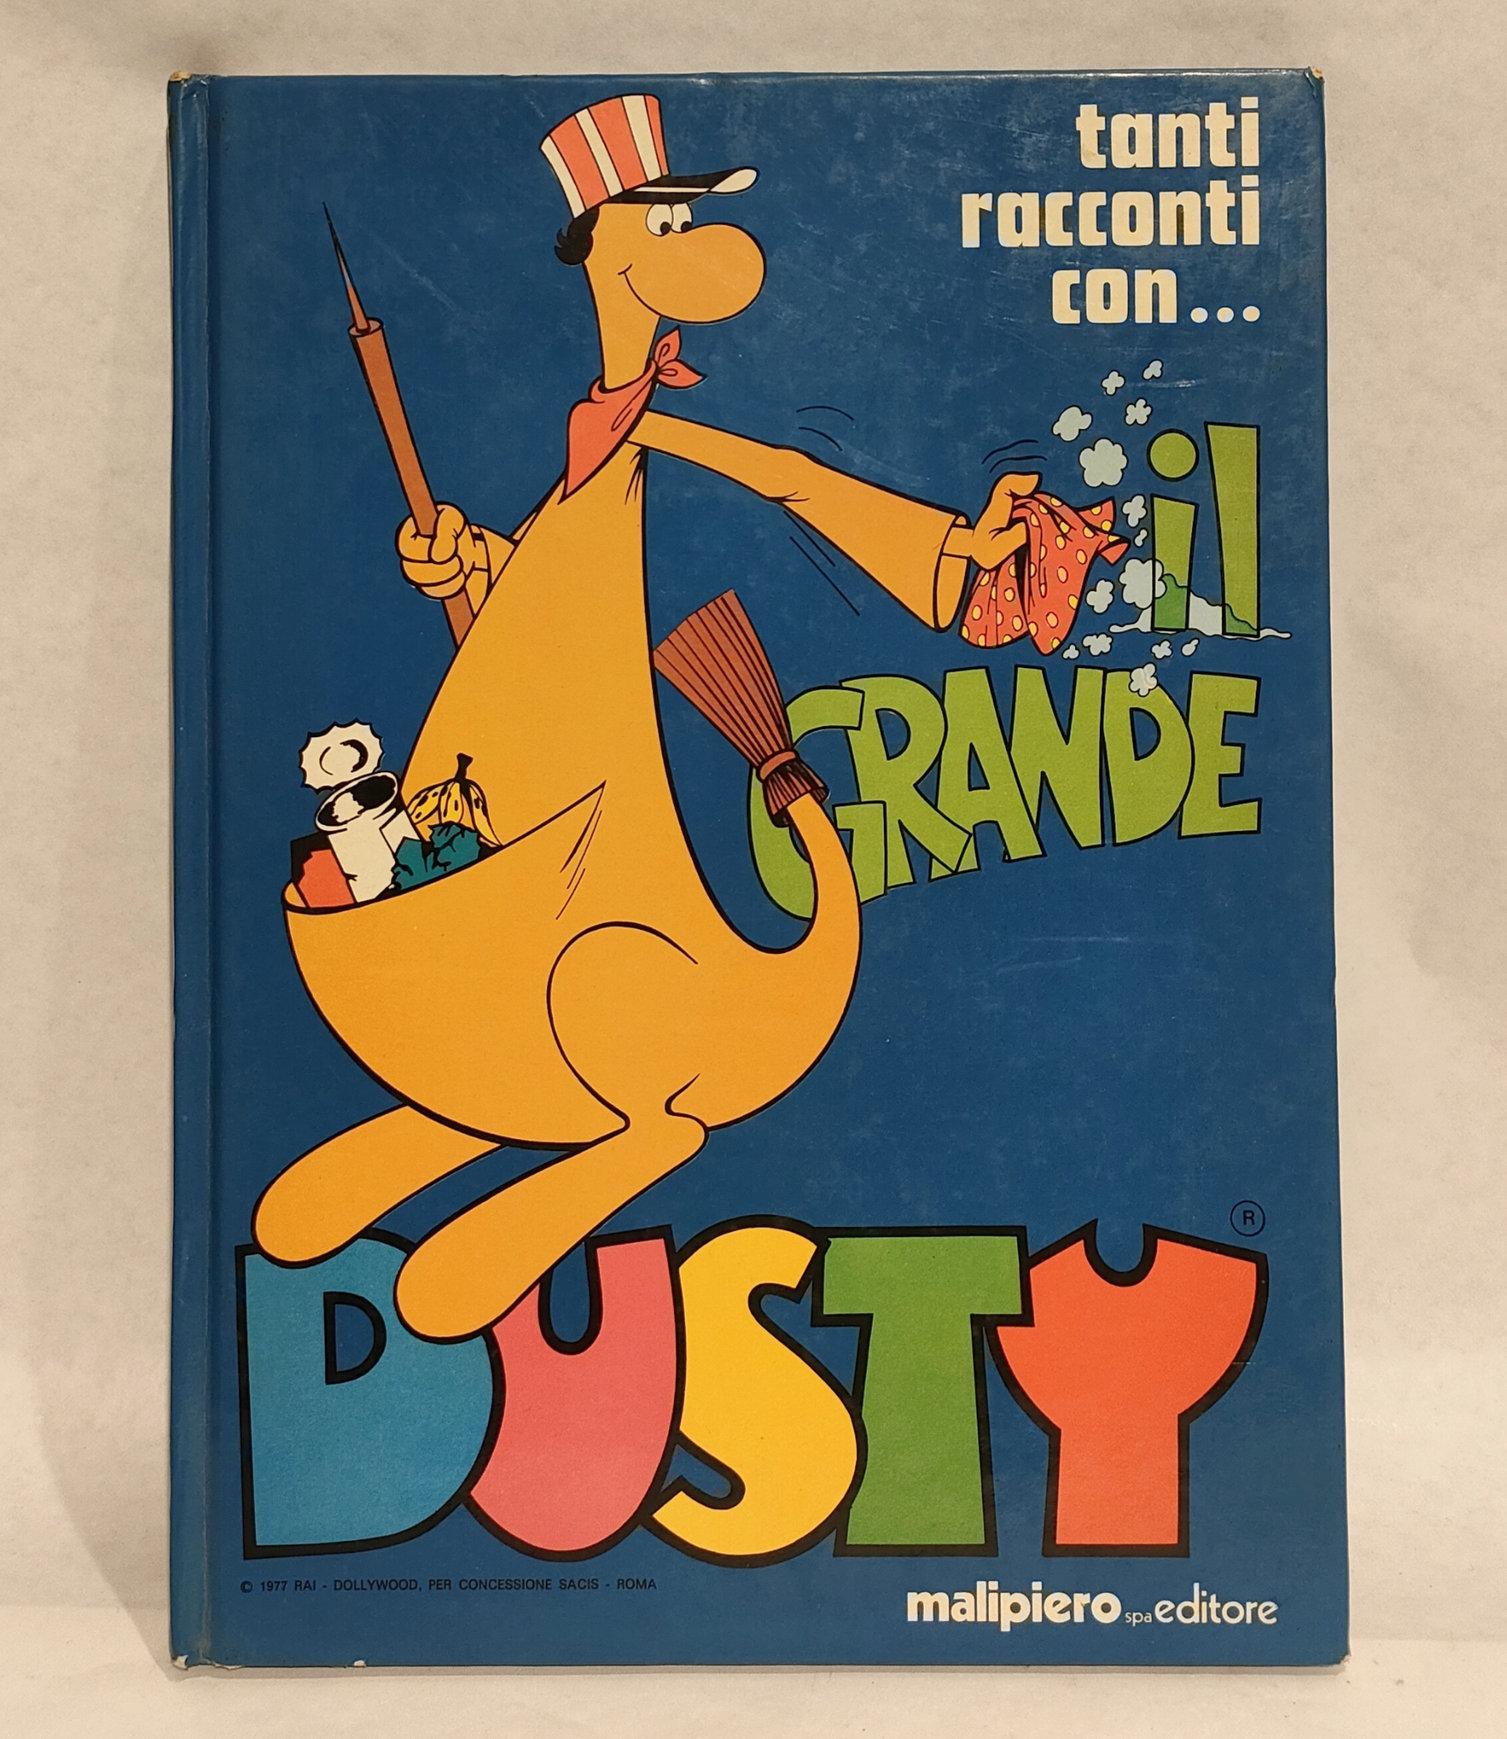 tanti
racconti
con...
il
GRANDE
®
DUSTY
© 1977 RAI - DOLLYWOOD, PER CONCESSIONE SACIS - ROMA
malipiero spa editore